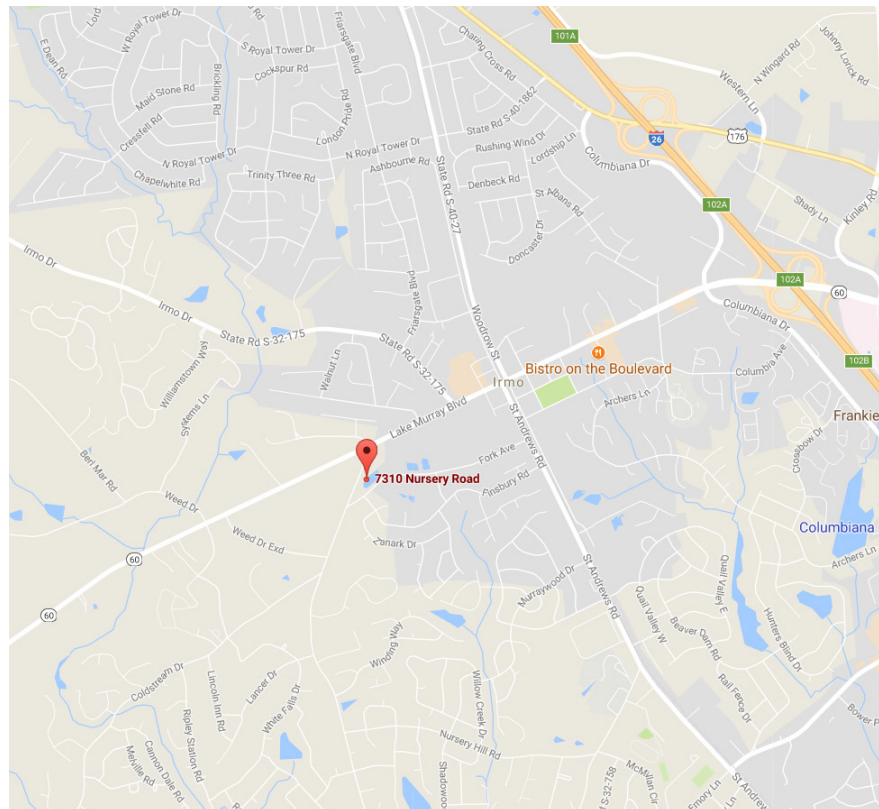 Lord
W Royal Tower Dr
S Royal Tower Dr
Friarsgate Blvd
101A
Charing Cross Rd
N Wingard Rd
Johnny Lorick Rd
E Dean Rd
Cockspur Rd
Brickling Rd
Western Ln
Maid Stone Rd
London Pride Rd
State Rd S-40-1862
Cressfell Rd
176
26
Rushing Wind Dr
Lordship Ln
N Royal Tower Dr
N Royal Tower Dr
Ashbourne Rd
State Rd S-40-27
Columbiana Dr
Chapelwhite Rd
Trinity Three Rd
Denbeck Rd
St Albans Rd
102A
Shady Ln
Kinley Rd
Doncaster Dr
Irmo Dr
102A
60
Irmo Dr
Friarsgate Blvd
Woodrow St
Columbiana Dr
State Rd S-32-175
State Rd S-32-175
Walnut Ln
Williamstown Way
Bistro on the Boulevard
102B
Columbia Ave
Irmo
Archers Ln
Systems Ln
Lake Murray Blvd
St Andrews Rd
Frankie
Crossbow Dr
Fork Ave
Beri Mar Rd
7310 Nursery Road
Finsbury Rd
Weed Dr
Columbiana
Weed Dr Exd
Zanark Dr
Archers Ln
60
St Andrews Rd
Murraywood Dr
Quail Valley E
60
Quail Valley W
Beaver Dam Rd
Hunters Blind Dr
Winding Way
Coldstream Dr
Lincoln Inn Rd
Lancer Dr
White Falls Dr
Willow Creek Dr
Rail Fence Dr
Ripley Station Rd
Bower P
Nursery Hill Rd
Cannon Dale Rd
Melville Rd
Shadowoo
S-32-758
McMillan Cir
Emory Ln
St Andrews